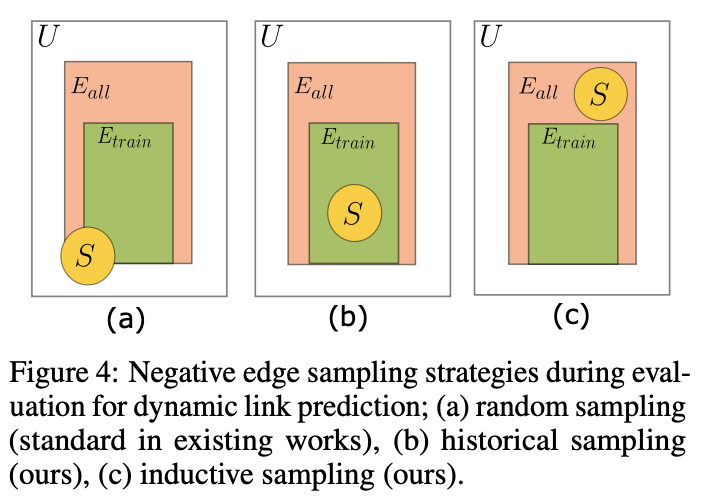 U
E_all
E_train
S
(a)
U
E_all
E_train
S
(b)
U
E_all
S
E_train
(c)
Figure 4: Negative edge sampling strategies during eval-
uation for dynamic link prediction; (a) random sampling
(standard in existing works), (b) historical sampling
(ours), (c) inductive sampling (ours).